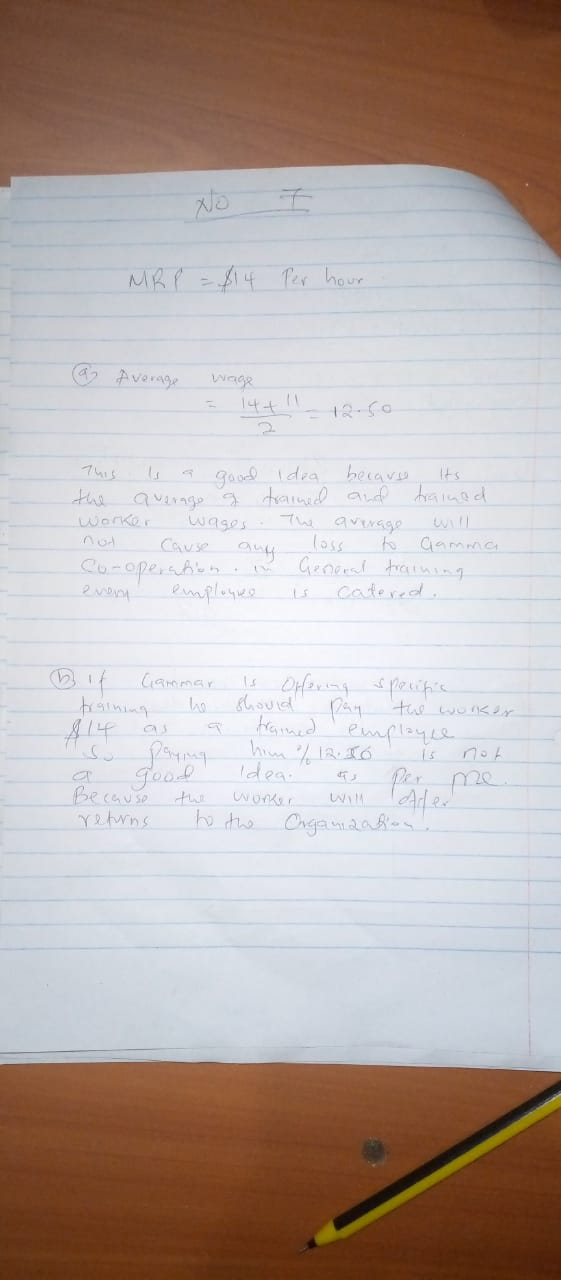 No 7
MRP = $14 Per hour
(a) Average wage
= 14 + 11 / 2 = 12.50
This is a good idea because its
the average of trained and trained
worker wages. The average will
not cause any loss to Gamma
Co-operation. in General training
every employee is catered.
(b) if Gammar is Offering specific
training he should pay the worker
$14 as a trained employee
So paying him % 12.50 is not
a good idea. as per me.
Because the worker will offer
returns to the Organization.